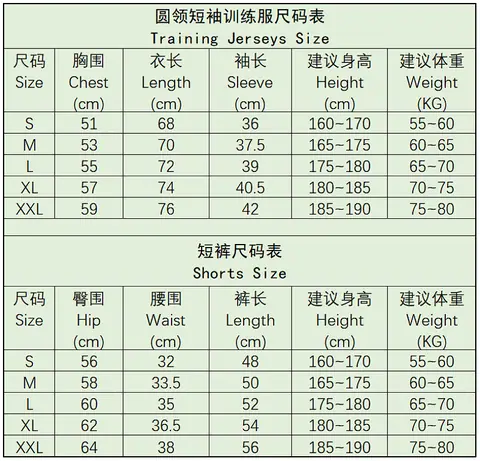 圆领短袖训练服尺码表
Training Jerseys Size
尺码 胸围 衣长 袖长 建议身高 建议体重
Size Chest Length Sleeve Height Weight
(cm) (cm) (cm) (cm) (KG)
S 51 68 36 160~170 55~60
M 53 70 37.5 165~175 60~65
L 55 72 39 175~180 65~70
XL 57 74 40.5 180~185 70~75
XXL 59 76 42 185~190 75~80
短裤尺码表
Shorts Size
尺码 臀围 腰围 裤长 建议身高 建议体重
Size Hip Waist Length Height Weight
(cm) (cm) (cm) (cm) (KG)
S 56 32 48 160~170 55~60
M 58 33.5 50 165~175 60~65
L 60 35 52 175~180 65~70
XL 62 36.5 54 180~185 70~75
XXL 64 38 56 185~190 75~80